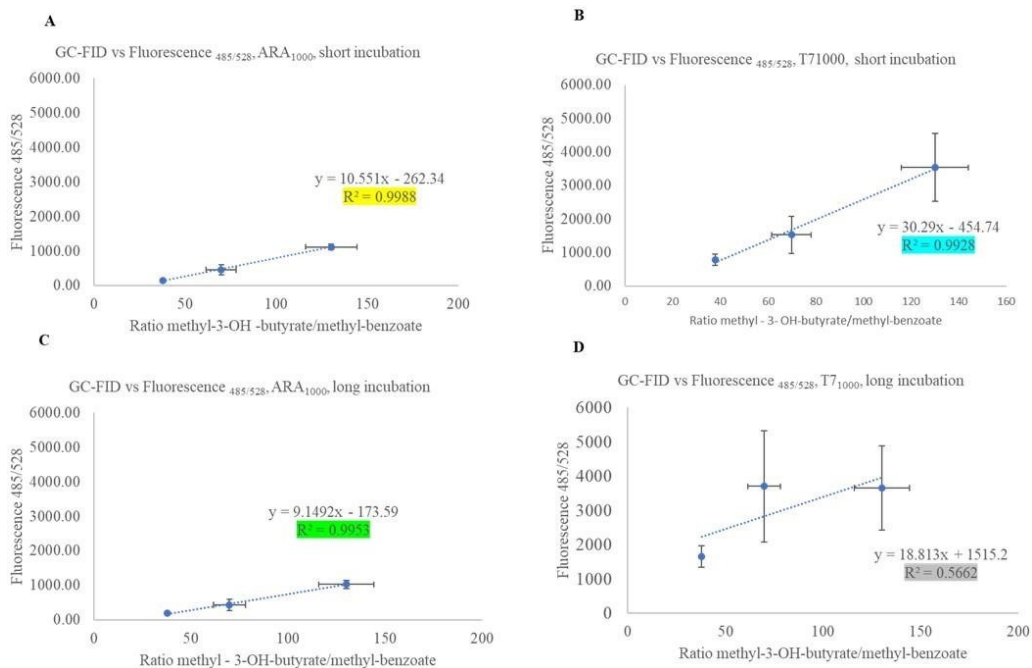 A
GC-FID vs Fluorescence 485/528, ARA1000, short incubation
6000.00
5000.00
4000.00
3000.00
2000.00
1000.00
0.00
Fluorescence 485/528
y = 10.551x - 262.34
R² = 0.9988
0 50 100 150 200
Ratio methyl-3-OH -butyrate/methyl-benzoate
B
GC-FID vs Fluorescence 485/528, T71000, short incubation
6000.00
5000.00
4000.00
3000.00
2000.00
1000.00
0.00
Fluorescence 485/528
y = 30.29x - 454.74
R² = 0.9928
0 20 40 60 80 100 120 140 160
Ratio methyl - 3- OH-butyrate/methyl-benzoate
C
GC-FID vs Fluorescence 485/528, ARA1000, long incubation
6000.00
5000.00
4000.00
3000.00
2000.00
1000.00
0.00
Fluorescence 485/528
y = 9.1492x - 173.59
R² = 0.9953
0 50 100 150 200
Ratio methyl - 3-OH-butyrate/methyl-benzoate
D
GC-FID vs Fluorescence 485/528, T71000, long incubation
6000
5000
4000
3000
2000
1000
0
Fluorescence 485/528
y = 18.813x + 1515.2
R² = 0.5662
0 50 100 150 200
Ratio methyl-3-OH-butyrate/methyl-benzoate